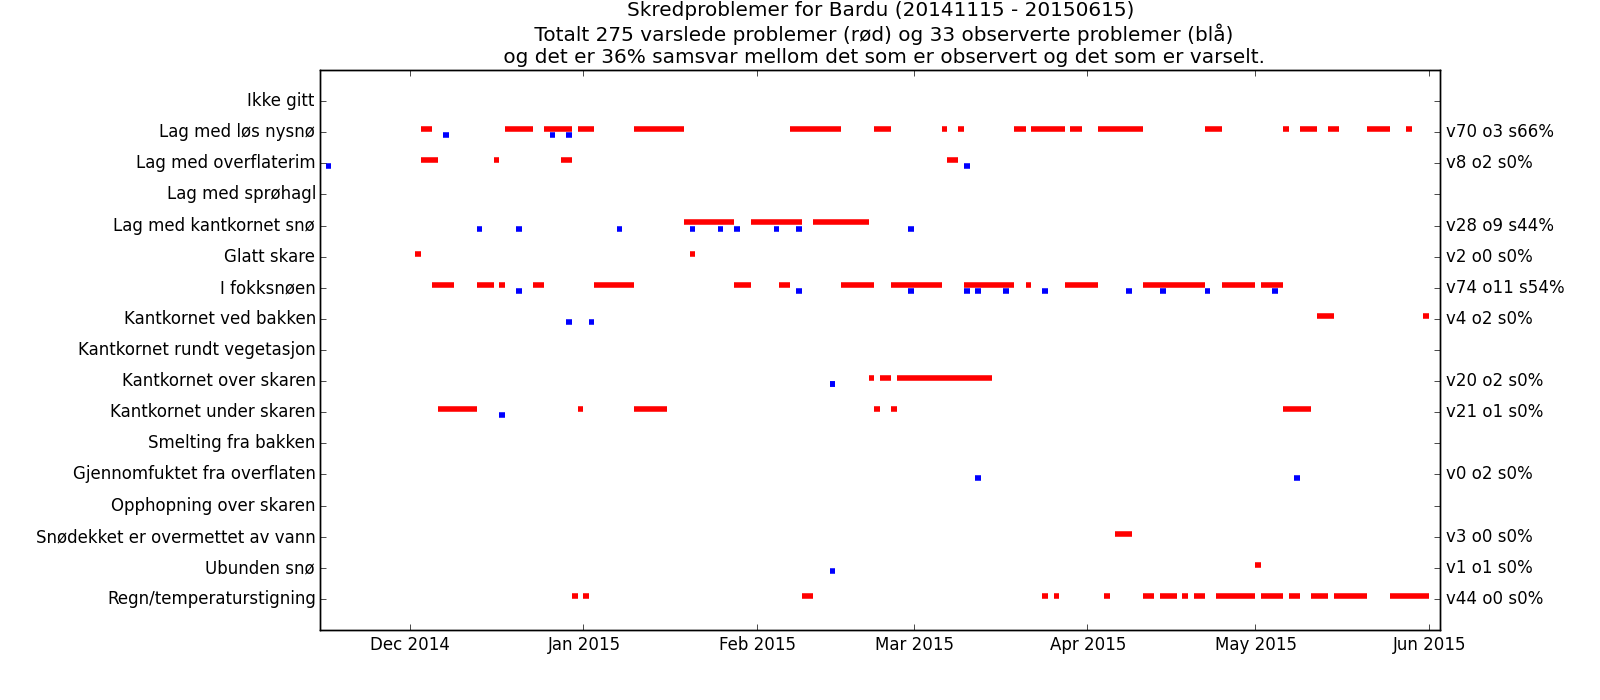 Skredproblemer for Bardu (20141115 - 20150615)
Totalt 275 varslede problemer (rød) og 33 observerte problemer (blå)
og det er 36% samsvar mellom det som er observert og det som er varselt.
Ikke gitt
Lag med løs nysnø v70 o3 s66%
Lag med overflaterim v8 o2 s0%
Lag med sprøhagl
Lag med kantkornet snø v28 o9 s44%
Glatt skare v2 o0 s0%
I fokksnøen v74 o11 s54%
Kantkornet ved bakken v4 o2 s0%
Kantkornet rundt vegetasjon
Kantkornet over skaren v20 o2 s0%
Kantkornet under skaren v21 o1 s0%
Smelting fra bakken
Gjennomfuktet fra overflaten v0 o2 s0%
Opphopning over skaren
Snødekket er overmettet av vann v3 o0 s0%
Ubunden snø v1 o1 s0%
Regn/temperaturstigning v44 o0 s0%
Dec 2014 Jan 2015 Feb 2015 Mar 2015 Apr 2015 May 2015 Jun 2015